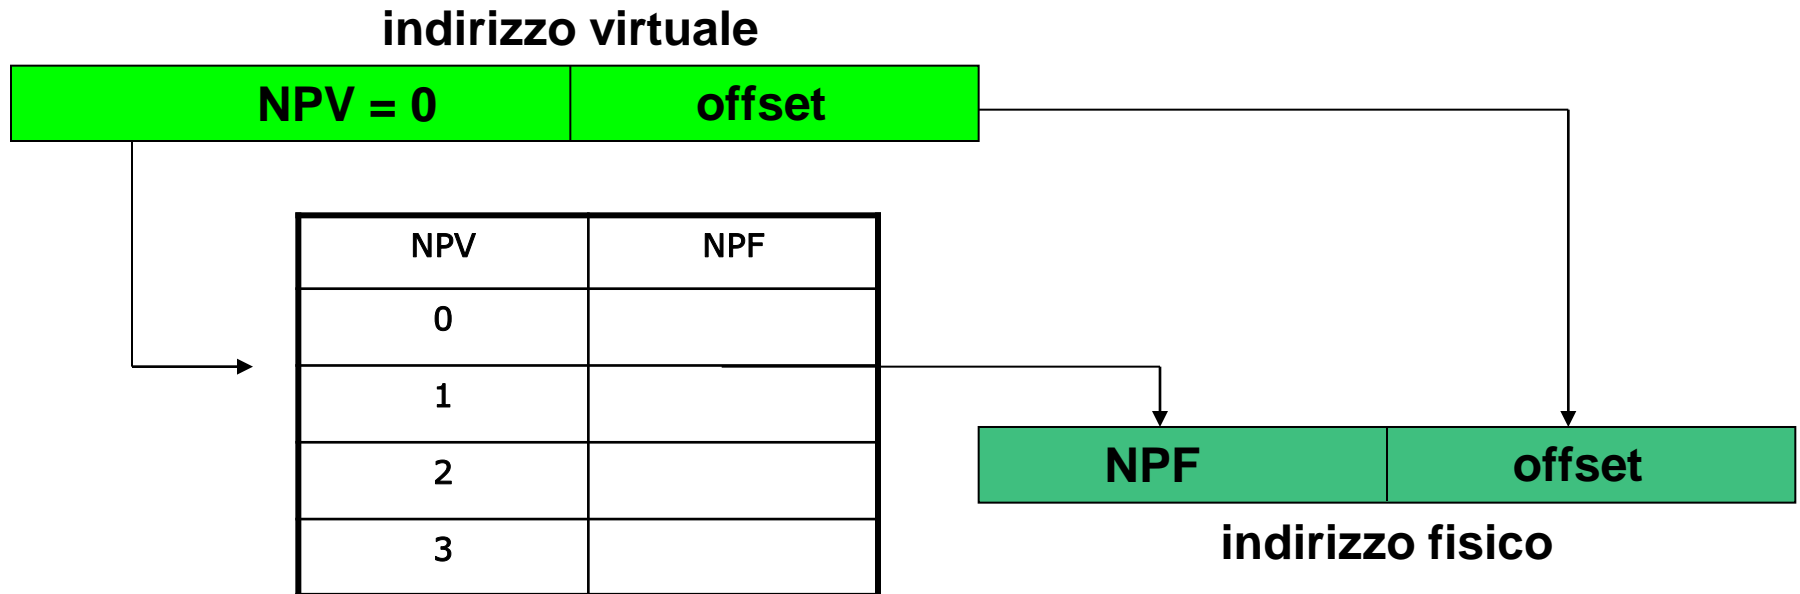 indirizzo virtuale
NPV = 0 offset
NPV NPF
0
1
2
3
NPF offset
indirizzo fisico